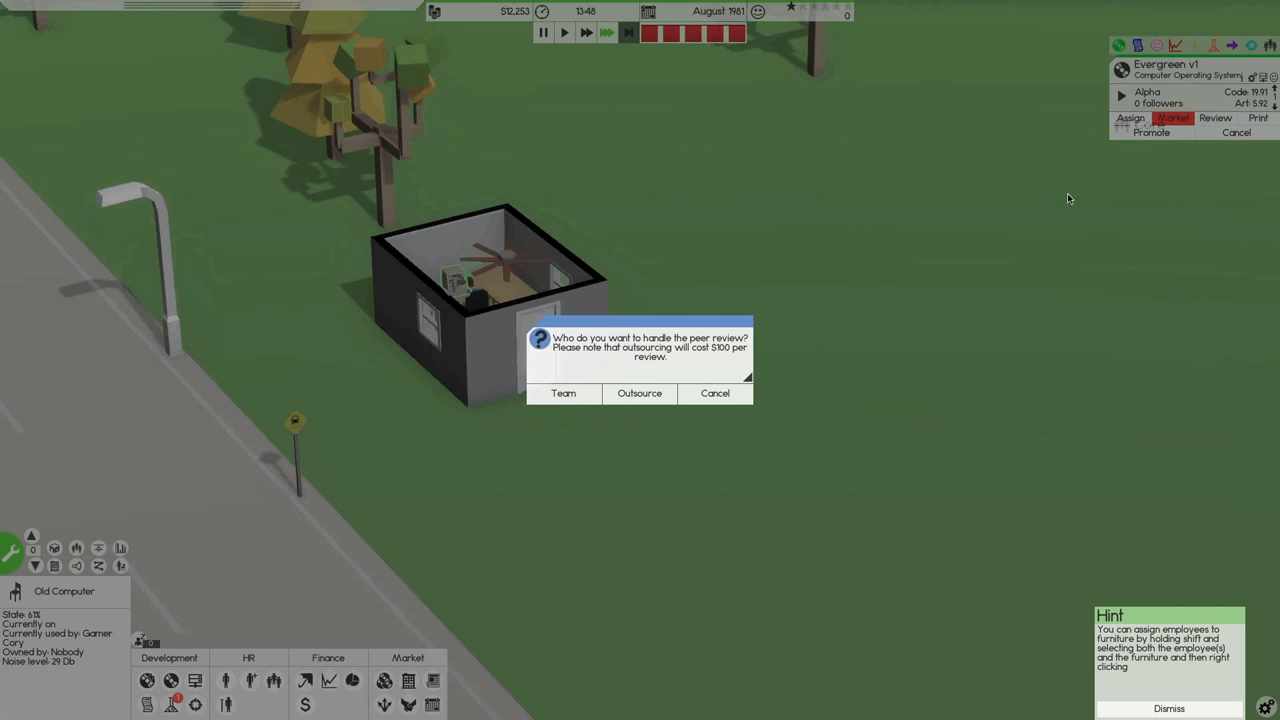 $12,253
13:48
August 1981
0
Evergreen v1
Computer Operating System
Alpha
Code: 19.91
1
0 followers
Art: 5.92
Assign
Market
Review
Print
Promote
Cancel
Who do you want to handle the peer review?
Please note that outsourcing will cost $100 per
review.
Team
Outsource
Cancel
0
Old Computer
State: 61%
Currently on
Currently used by: Gamer
Cory
Owned by: Nobody
Noise level: 29 Db
0
Development
HR
Finance
Market
1
$
Hint
You can assign employees to
furniture by holding shift and
selecting both the employee(s)
and the furniture and then right
clicking
Dismiss